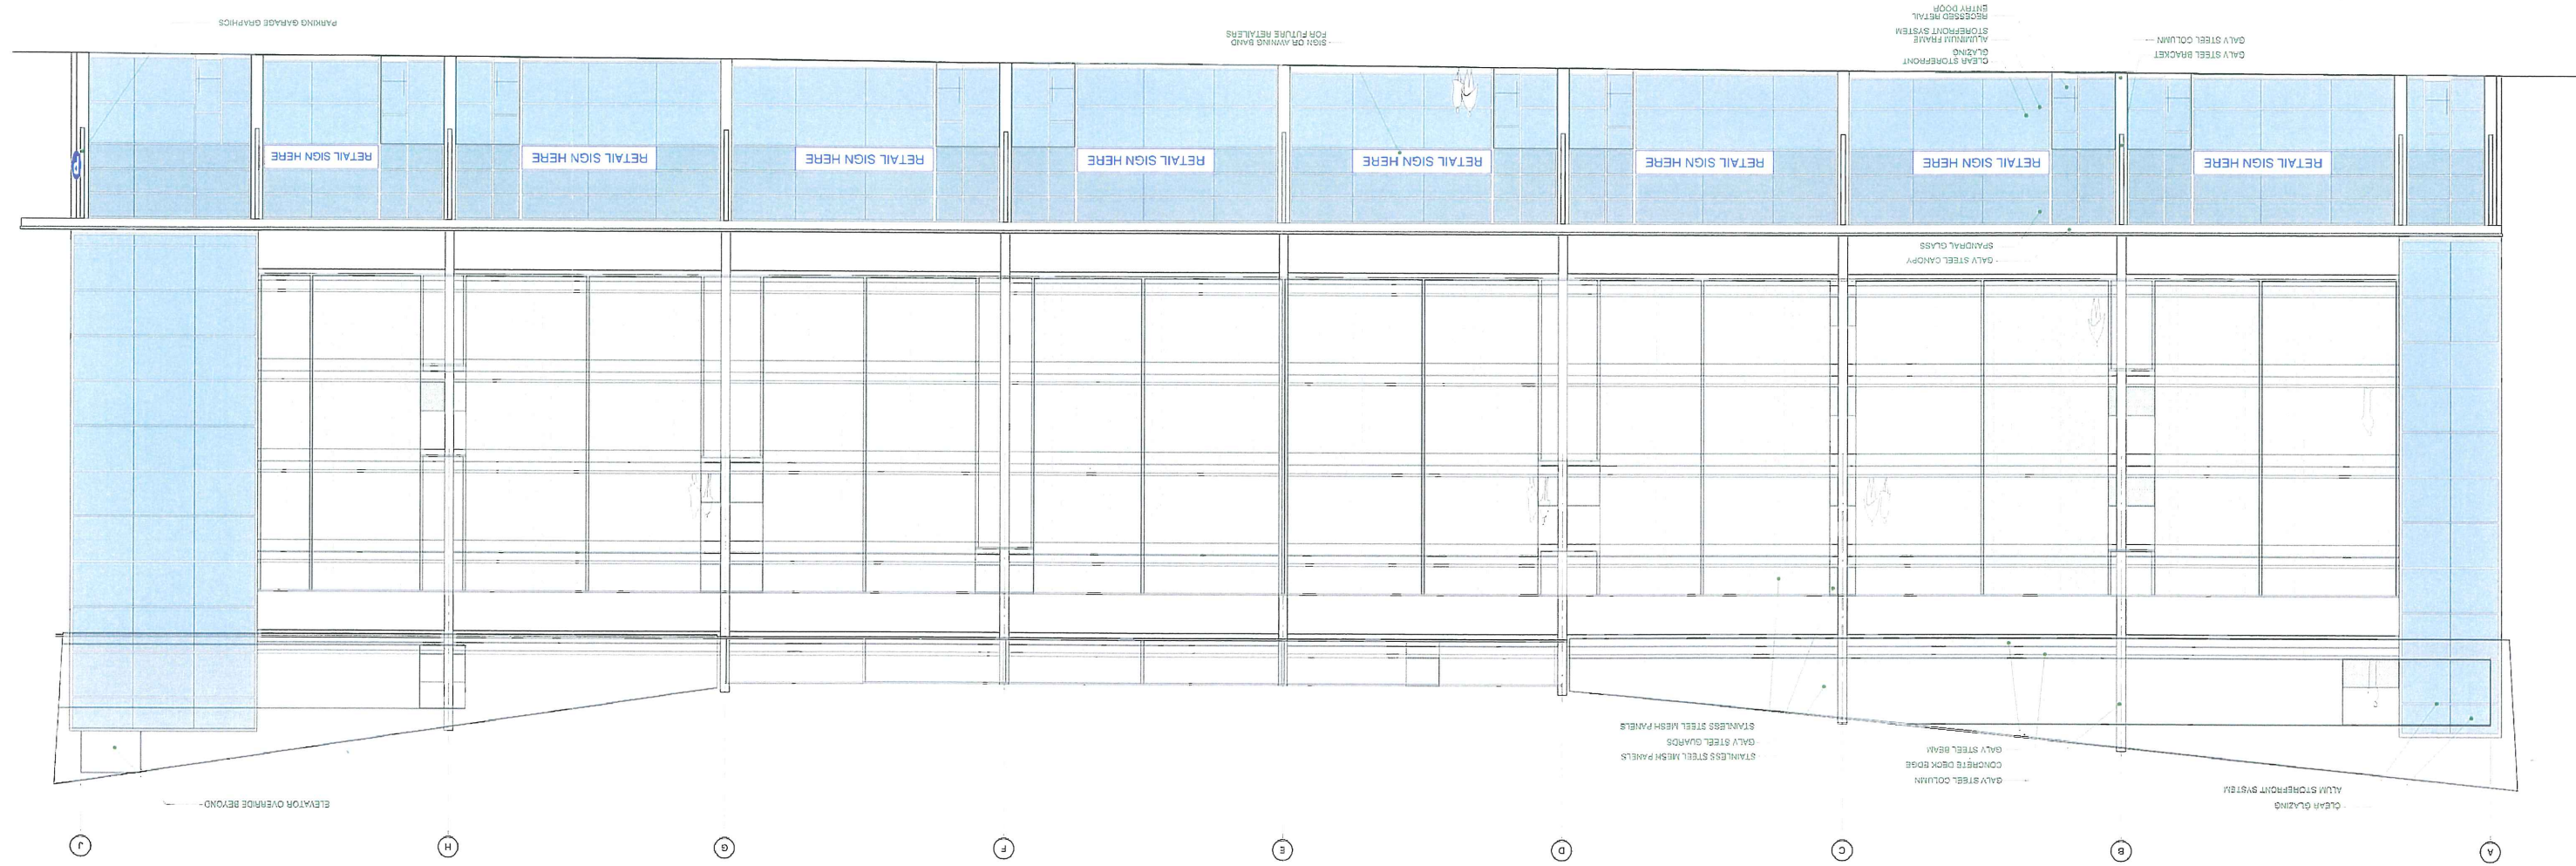 A
B
C
D
E
F
G
H
J
CLEAR GLAZING
ALUM STOREFRONT SYSTEM
GALV STEEL COLUMN
CONCRETE DECK EDGE
GALV STEEL BEAM
STAINLESS STEEL MESH PANELS
GALV STEEL GUARDS
STAINLESS STEEL MESH PANELS
ELEVATOR OVERRIDE BEYOND
GALV STEEL CANOPY
SPANDRAL GLASS
RETAIL SIGN HERE
RETAIL SIGN HERE
RETAIL SIGN HERE
RETAIL SIGN HERE
RETAIL SIGN HERE
RETAIL SIGN HERE
RETAIL SIGN HERE
RETAIL SIGN HERE
P
GALV STEEL BRACKET
GALV STEEL COLUMN
CLEAR STOREFRONT
GLAZING
ALUMINUM FRAME
STOREFRONT SYSTEM
RECESSED RETAIL
ENTRY DOOR
SIGN OR AWNING BAND
FOR FUTURE RETAILERS
PARKING GARAGE GRAPHICS